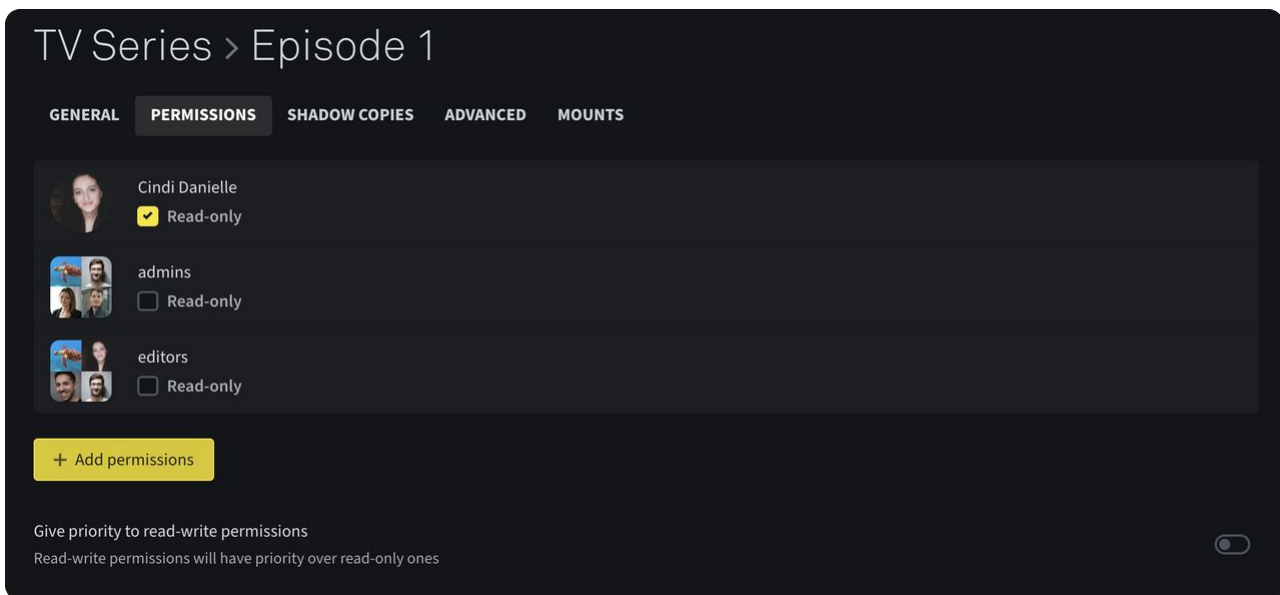 TV Series > Episode 1
GENERAL PERMISSIONS SHADOW COPIES ADVANCED MOUNTS
Cindi Danielle
Read-only
admins
Read-only
editors
Read-only
+ Add permissions
Give priority to read-write permissions
Read-write permissions will have priority over read-only ones